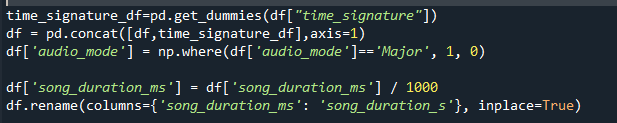 time_signature_df=pd.get_dummies(df["time_signature"])
df = pd.concat([df,time_signature_df],axis=1)
df['audio_mode'] = np.where(df['audio_mode']=='Major', 1, 0)
df['song_duration_ms'] = df['song_duration_ms'] / 1000
df.rename(columns={'song_duration_ms': 'song_duration_s'}, inplace=True)